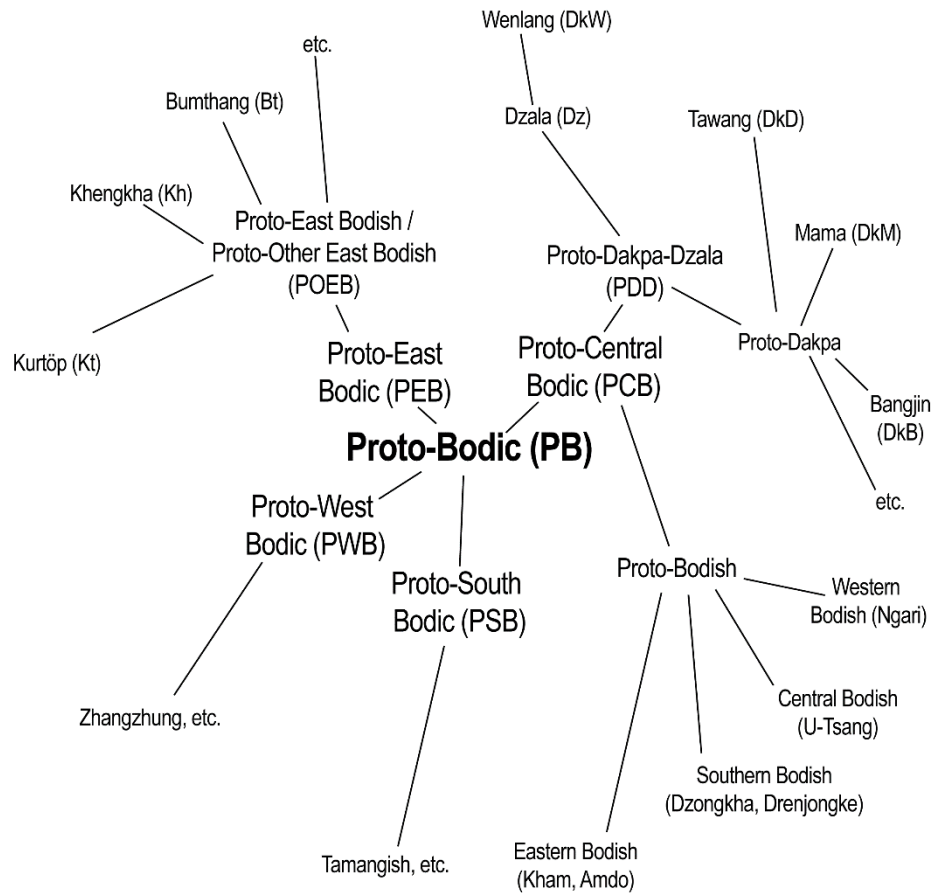 Wenlang (DkW)
etc.
Bumthang (Bt)
Dzala (Dz)
Tawang (DkD)
Khengkha (Kh)
Proto-East Bodish /
Proto-Other East Bodish
(POEB)
Proto-Dakpa-Dzala
(PDD)
Mama (DkM)
Kurtöp (Kt)
Proto-East
Bodic (PEB)
Proto-Central
Bodic (PCB)
Proto-Dakpa
Bangjin
(DkB)
Proto-Bodic (PB)
etc.
Proto-West
Bodic (PWB)
Proto-South
Bodic (PSB)
Proto-Bodish
Western
Bodish (Ngari)
Zhangzhung, etc.
Central Bodish
(U-Tsang)
Southern Bodish
(Dzongkha, Drenjongke)
Tamangish, etc.
Eastern Bodish
(Kham, Amdo)